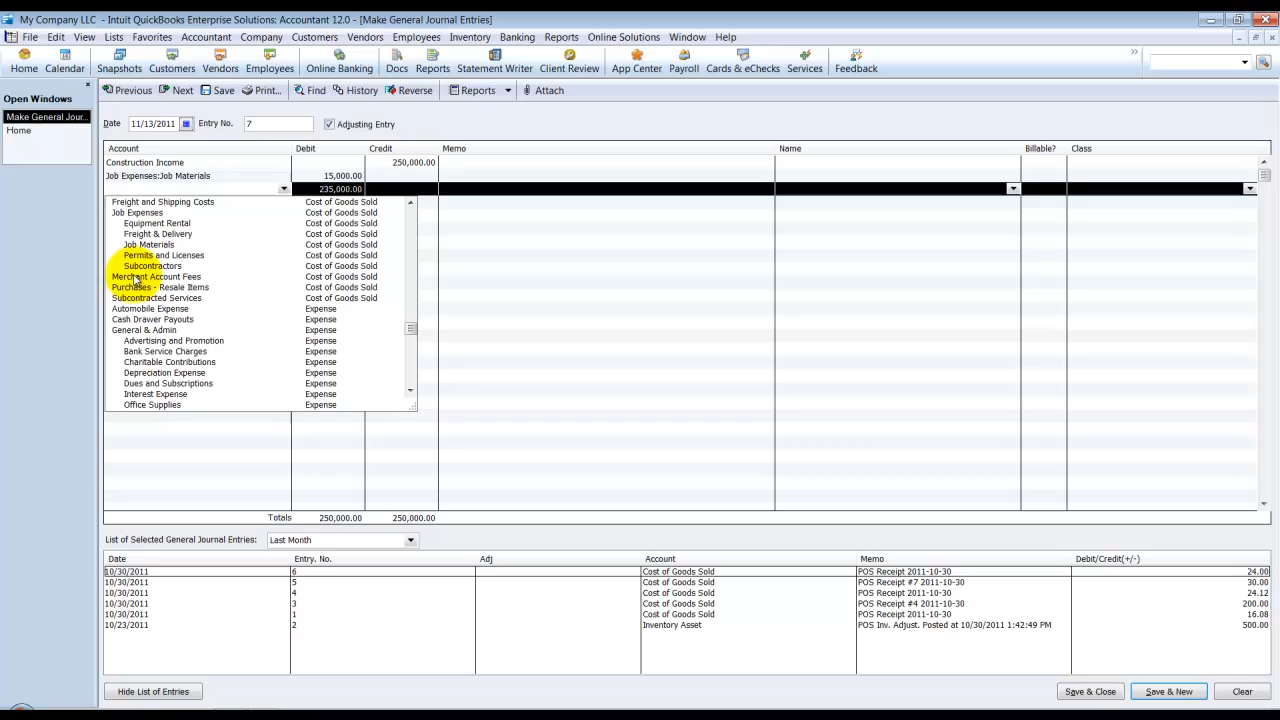 My Company LLC - Intuit QuickBooks Enterprise Solutions: Accountant 12.0 - [Make General Journal Entries]
File Edit View Lists Favorites Accountant Company Customers Vendors Employees Inventory Banking Reports Online Solutions Window Help
Home Calendar Snapshots Customers Vendors Employees Online Banking Docs Reports Statement Writer Client Review App Center Payroll Cards & eChecks Services Feedback
Open Windows
Make General Jour...
Home
Previous Next Save Print... Find History Reverse Reports Attach
Date 11/13/2011 Entry No. 7 Adjusting Entry
Account Debit Credit Memo Name Billable? Class
Construction Income 250,000.00
Job Expenses:Job Materials 15,000.00
235,000.00
Freight and Shipping Costs Cost of Goods Sold
Job Expenses Cost of Goods Sold
Equipment Rental Cost of Goods Sold
Freight & Delivery Cost of Goods Sold
Job Materials Cost of Goods Sold
Permits and Licenses Cost of Goods Sold
Subcontractors Cost of Goods Sold
Merchant Account Fees Cost of Goods Sold
Purchases - Resale Items Cost of Goods Sold
Subcontracted Services Cost of Goods Sold
Automobile Expense Expense
Cash Drawer Payouts Expense
General & Admin Expense
Advertising and Promotion Expense
Bank Service Charges Expense
Charitable Contributions Expense
Depreciation Expense Expense
Dues and Subscriptions Expense
Interest Expense Expense
Office Supplies Expense
Totals 250,000.00 250,000.00
List of Selected General Journal Entries: Last Month
Date Entry. No. Adj Account Memo Debit/Credit(+/-)
10/30/2011 6 Cost of Goods Sold POS Receipt 2011-10-30 24.00
10/30/2011 5 Cost of Goods Sold POS Receipt #7 2011-10-30 30.00
10/30/2011 4 Cost of Goods Sold POS Receipt 2011-10-30 24.12
10/30/2011 3 Cost of Goods Sold POS Receipt #4 2011-10-30 200.00
10/30/2011 1 Cost of Goods Sold POS Receipt 2011-10-30 16.08
10/23/2011 2 Inventory Asset POS Inv. Adjust. Posted at 10/30/2011 1:42:49 PM 500.00
Hide List of Entries Save & Close Save & New Clear